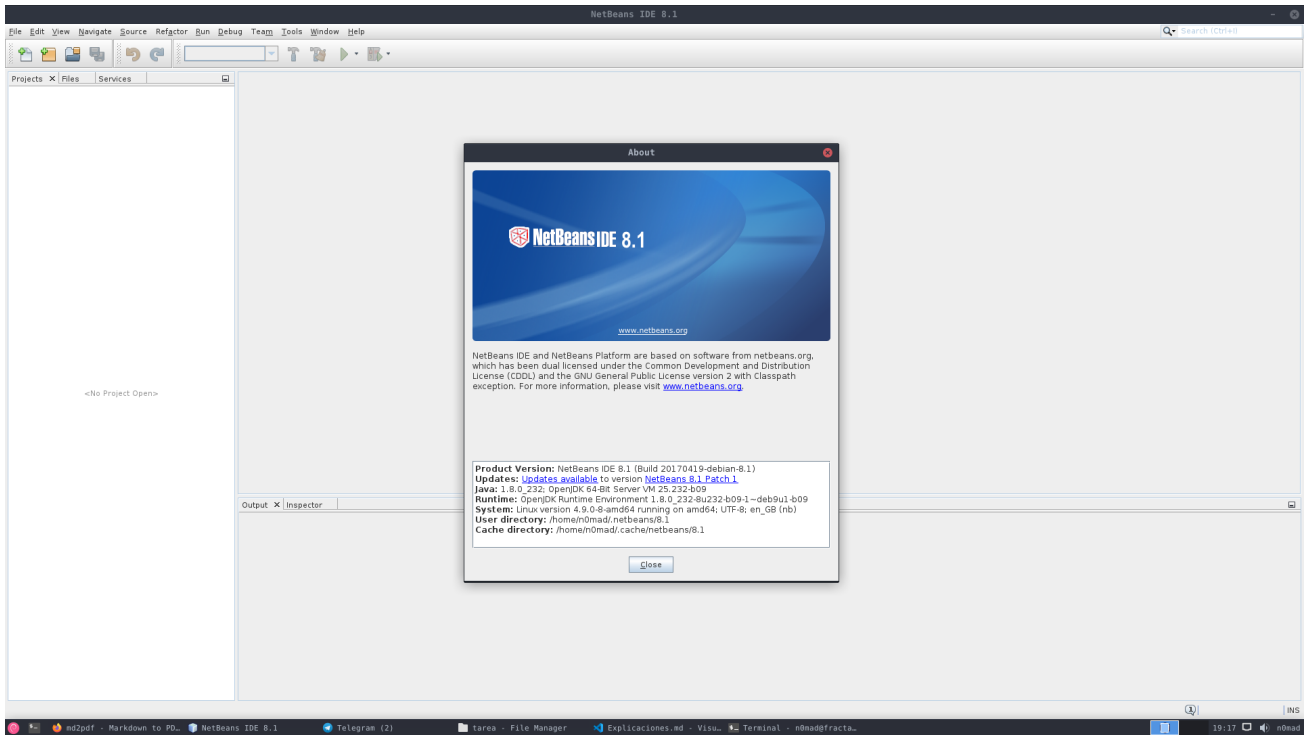 NetBeans IDE 8.1
File Edit View Navigate Source Refactor Run Debug Team Tools Window Help
Search (Ctrl+I)
Projects Files Services
<No Project Open>
About
NetBeans IDE 8.1
www.netbeans.org
NetBeans IDE and NetBeans Platform are based on software from netbeans.org,
which has been dual licensed under the Common Development and Distribution
License (CDDL) and the GNU General Public License version 2 with Classpath
exception. For more information, please visit www.netbeans.org.
Product Version: NetBeans IDE 8.1 (Build 20170419-debian-8.1)
Updates: Updates available to version NetBeans 8.1 Patch 1
Java: 1.8.0_232; OpenJDK 64-Bit Server VM 25.232-b09
Runtime: OpenJDK Runtime Environment 1.8.0_232-8u232-b09-1~deb9u1-b09
System: Linux version 4.9.0-8-amd64 running on amd64; UTF-8; en_GB (nb)
User directory: /home/n0mad/.netbeans/8.1
Cache directory: /home/n0mad/.cache/netbeans/8.1
Close
Output Inspector
1
INS
md2pdf - Markdown to PD… NetBeans IDE 8.1 Telegram (2) tarea - File Manager Explicaciones.md - Visu… Terminal - n0mad@fracta… 19:17 n0mad